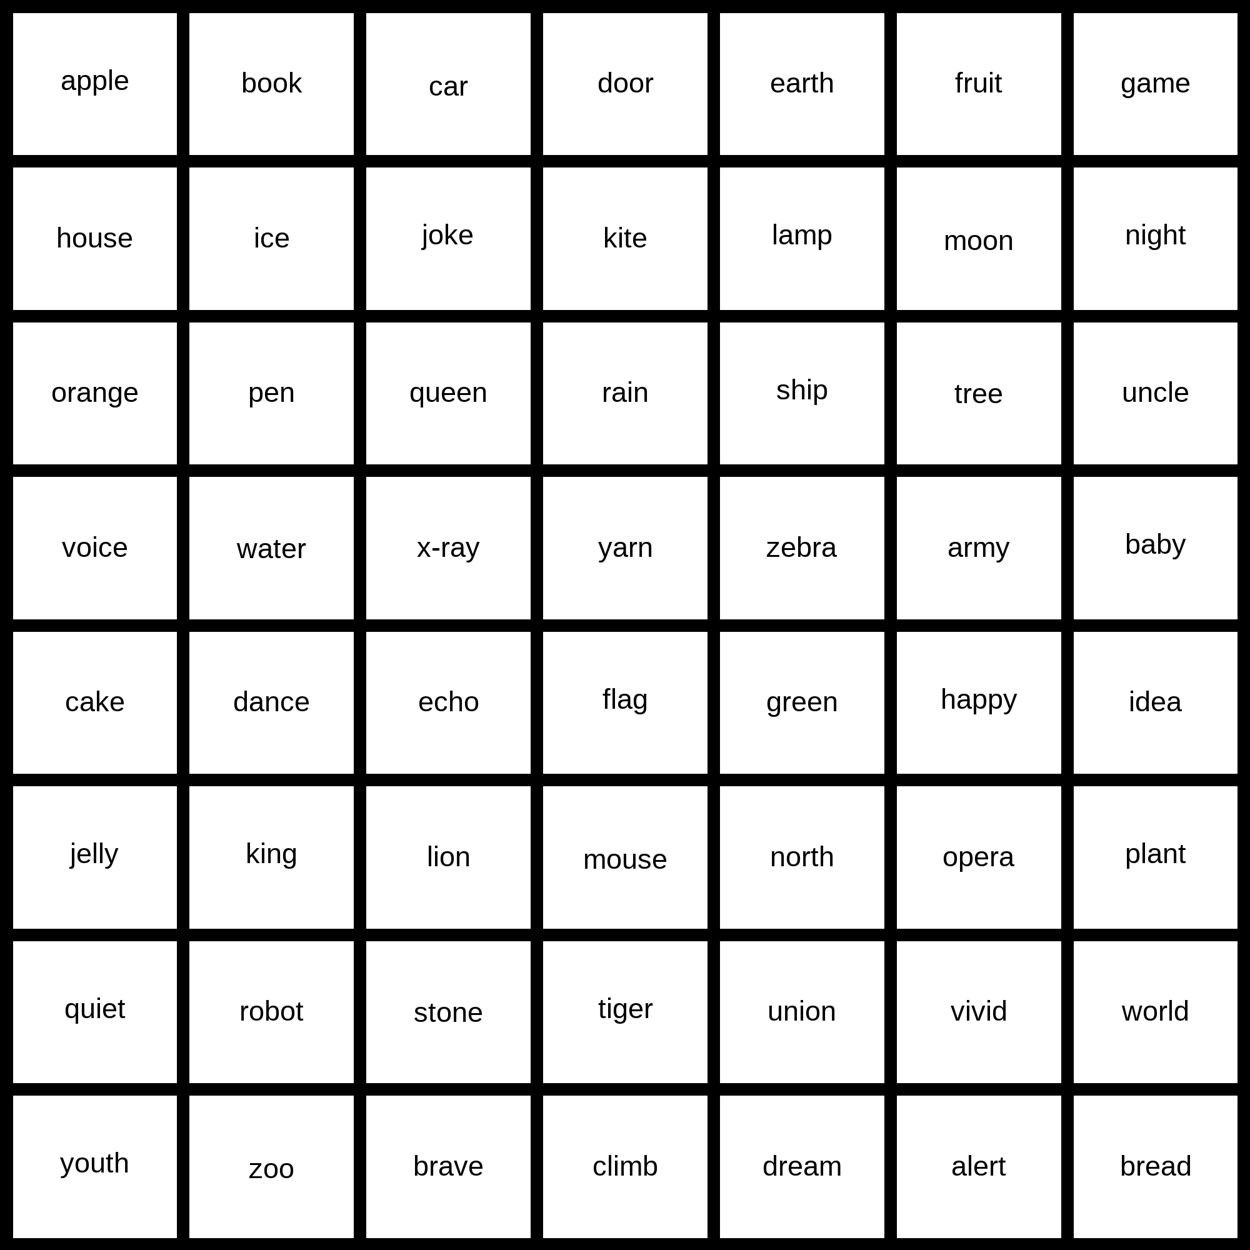 apple book car door earth fruit game
house ice joke kite lamp moon night
orange pen queen rain ship tree uncle
voice water x-ray yarn zebra army baby
cake dance echo flag green happy idea
jelly king lion mouse north opera plant
quiet robot stone tiger union vivid world
youth zoo brave climb dream alert bread